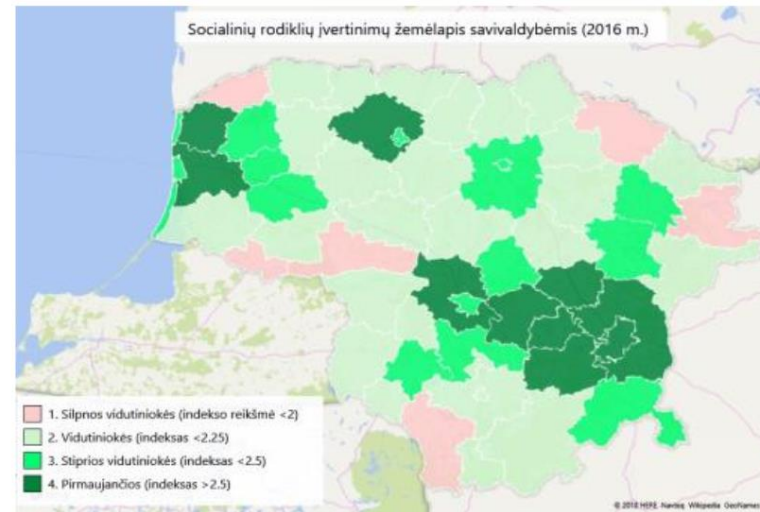 Socialinių rodiklių įvertinimų žemėlapis savivaldybėmis (2016 m.)
1. Silpnos vidutiniokės (indekso reikšmė <2)
2. Vidutiniokės (indeksas <2.25)
3. Stiprios vidutiniokės (indeksas <2.5)
4. Pirmaujančios (indeksas >2.5)
© 2018 HERE, Navteq, Wikipedia, GeoNames